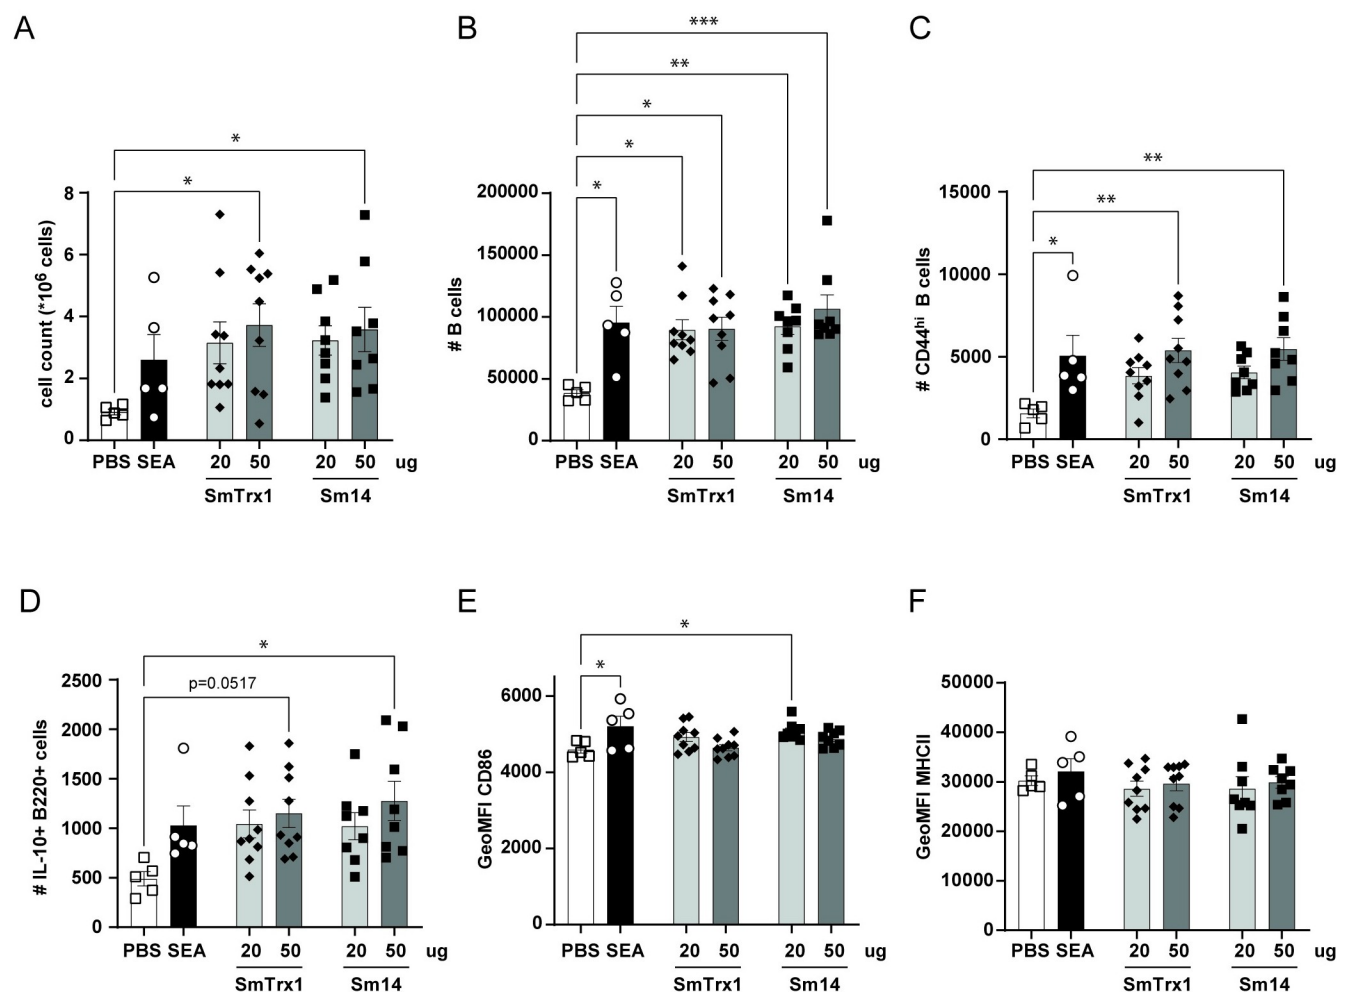 A
B
C
***
**
*
*
*
*
*
**
**
*
cell count (*10⁶ cells)
8
6
4
2
0
# B cells
200000
150000
100000
50000
0
# CD44ʰⁱ B cells
15000
10000
5000
0
PBS SEA 20 50 20 50 ug
SmTrx1 Sm14
PBS SEA 20 50 20 50 ug
SmTrx1 Sm14
PBS SEA 20 50 20 50 ug
SmTrx1 Sm14
D
E
F
*
p=0.0517
*
*
# IL-10+ B220+ cells
2500
2000
1500
1000
500
0
GeoMFI CD86
6000
4000
2000
0
GeoMFI MHCII
50000
40000
30000
20000
10000
0
PBS SEA 20 50 20 50 ug
SmTrx1 Sm14
PBS SEA 20 50 20 50 ug
SmTrx1 Sm14
PBS SEA 20 50 20 50 ug
SmTrx1 Sm14